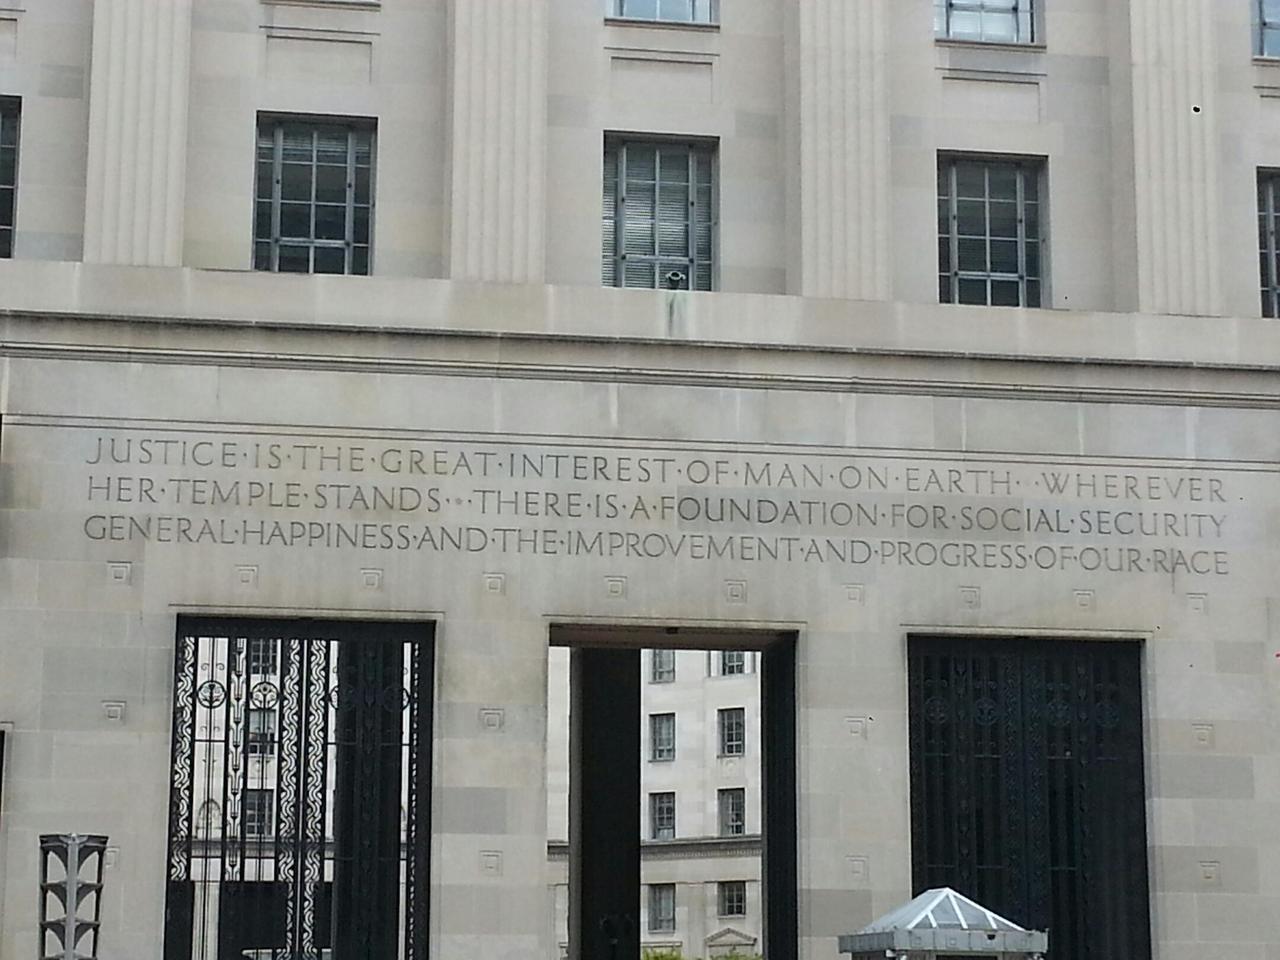 JUSTICE·IS·THE·GREAT·INTEREST·OF·MAN·ON·EARTH··WHEREVER
HER·TEMPLE·STANDS··THERE·IS·A·FOUNDATION·FOR·SOCIAL·SECURITY
GENERAL·HAPPINESS·AND·THE·IMPROVEMENT·AND·PROGRESS·OF·OUR·RACE